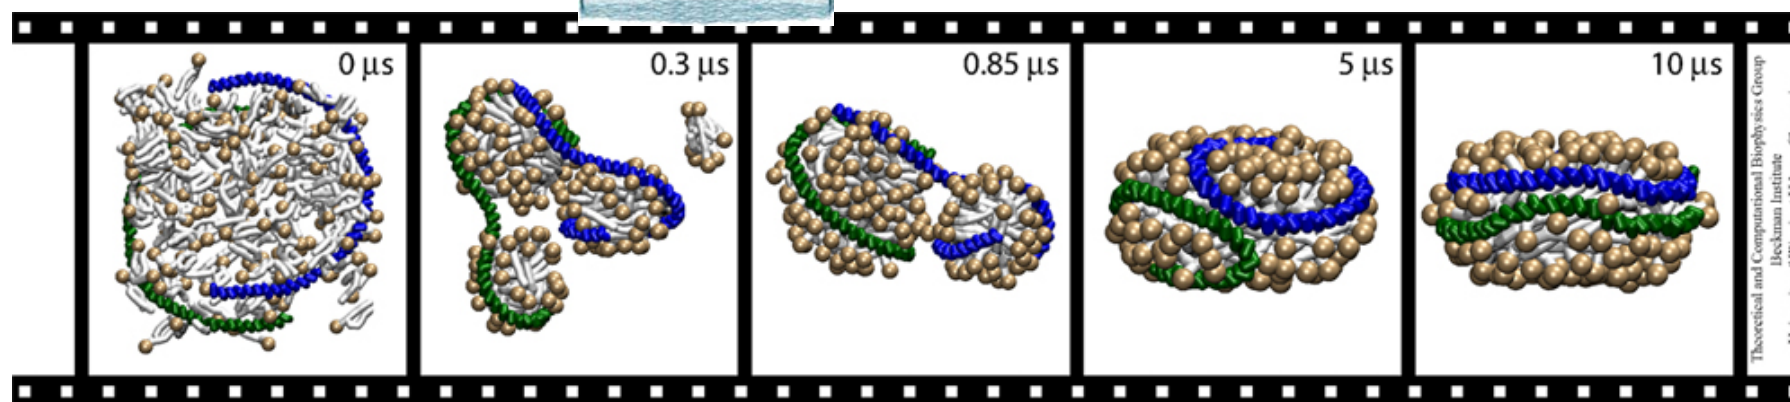 0 μs
0.3 μs
0.85 μs
5 μs
10 μs
Theoretical and Computational Biophysics Group
Beckman Institute